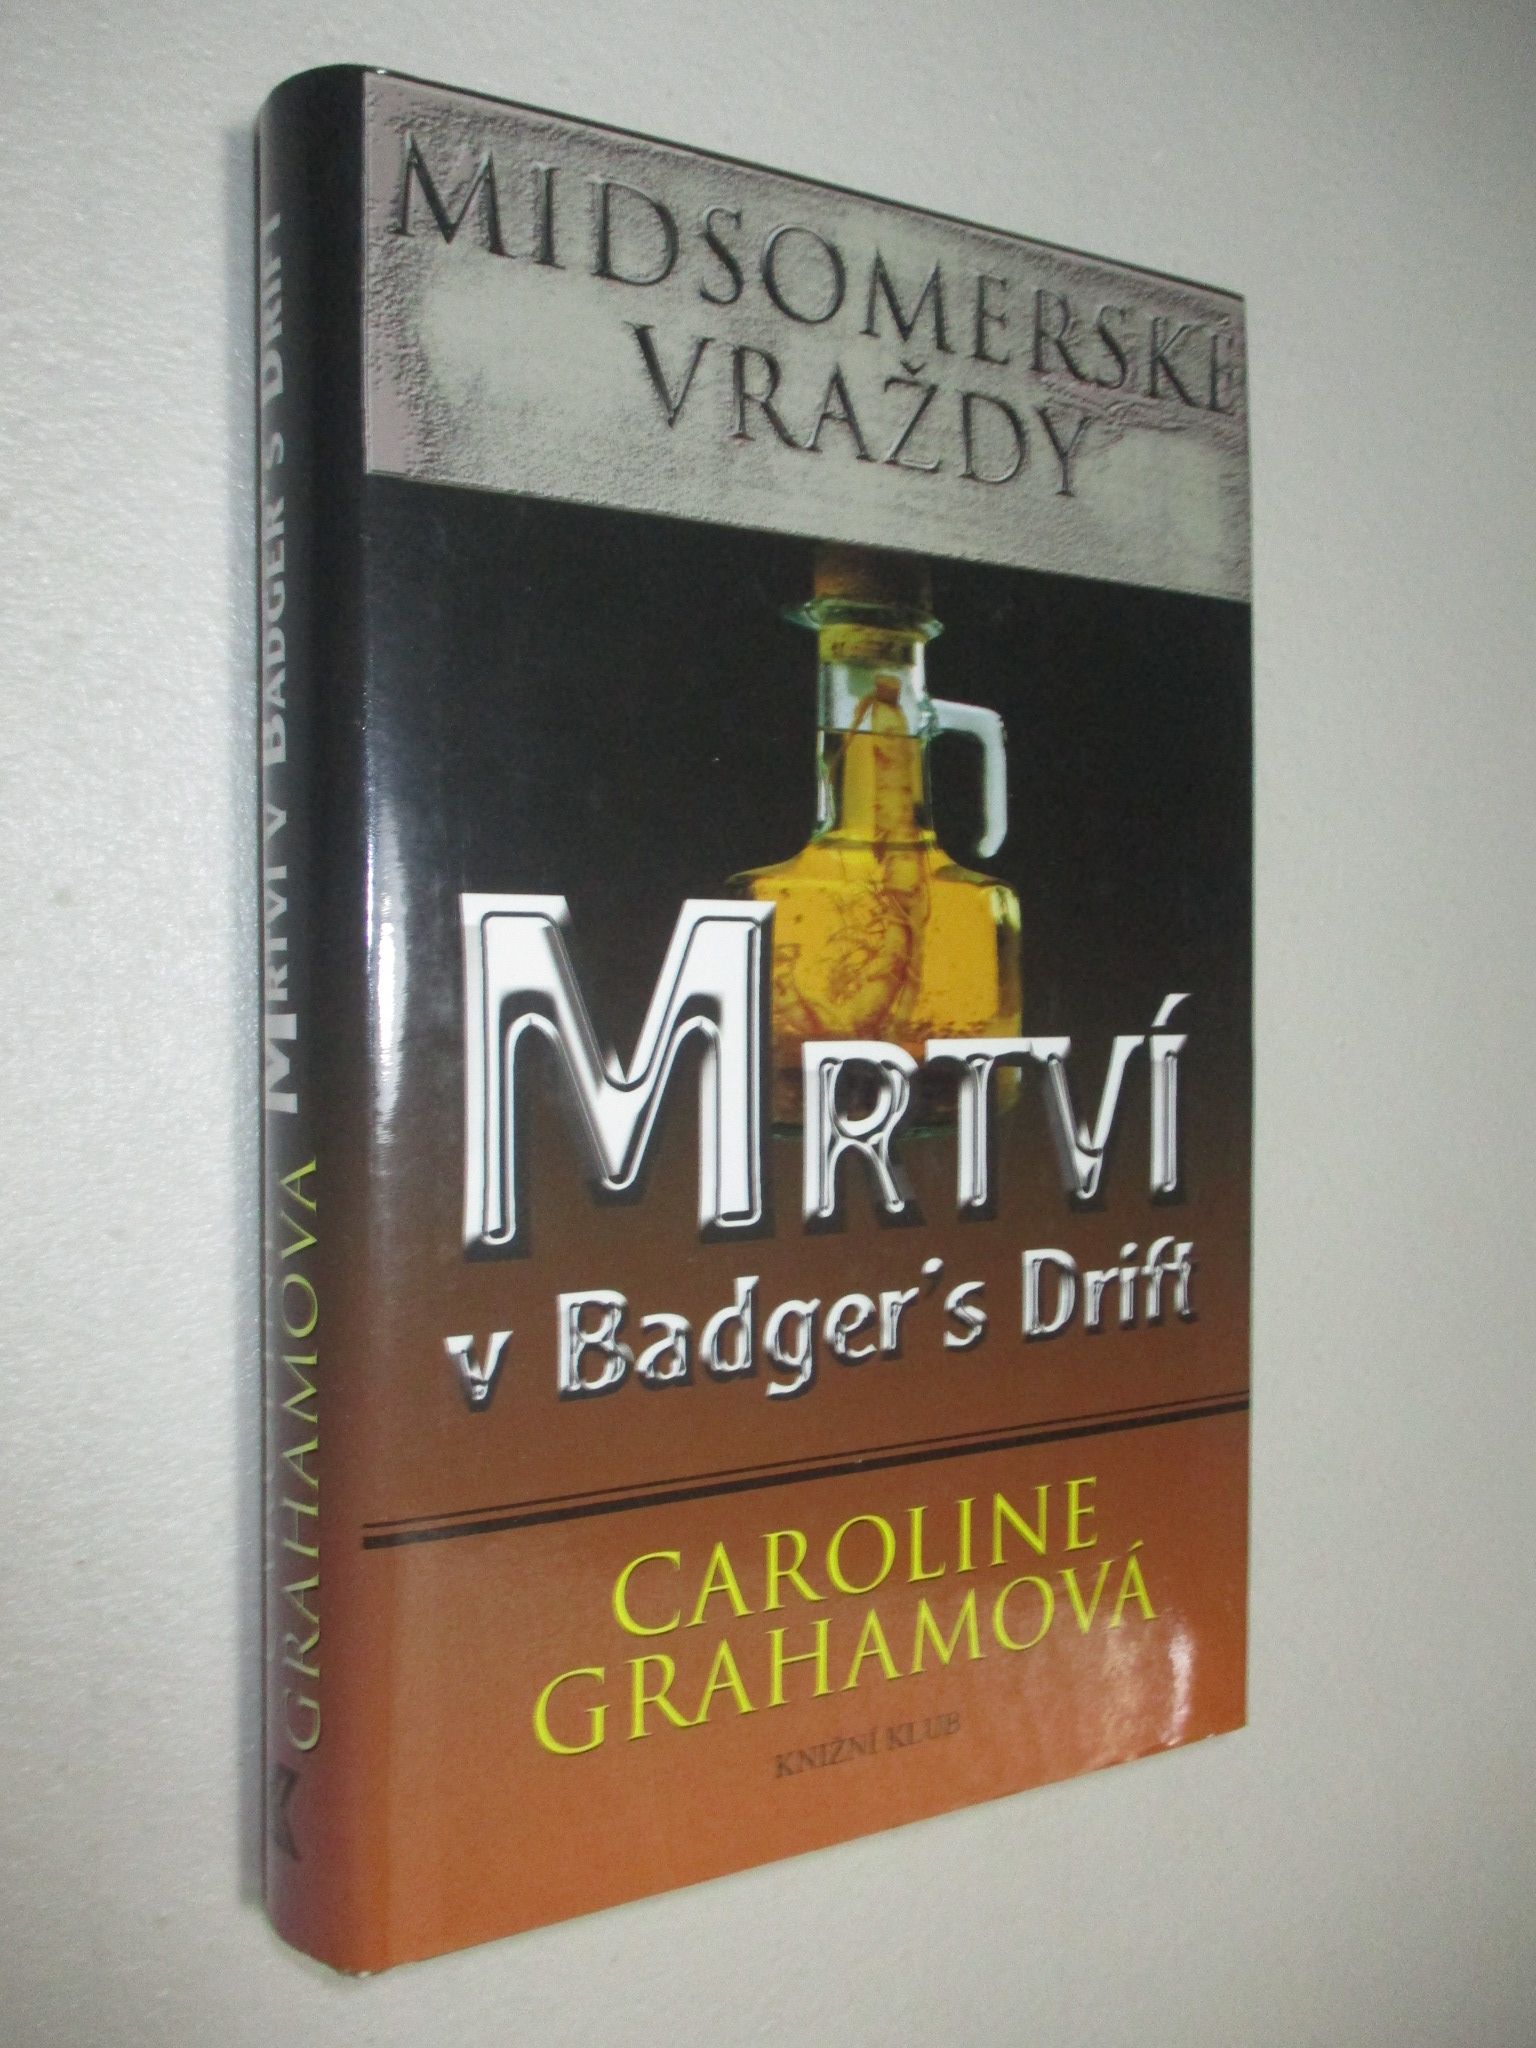 MIDSOMERSKÉ
VRAŽDY
MRTVÍ
v Badger's Drift
CAROLINE
GRAHAMOVÁ
KNIŽNÍ KLUB
GRAHAMOVÁ MRTVÍ V BADGER'S DRIFT